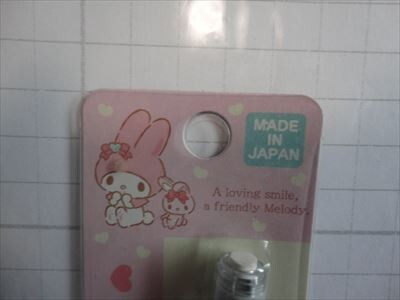 MADE
IN
JAPAN
A loving smile,
a friendly Melody.